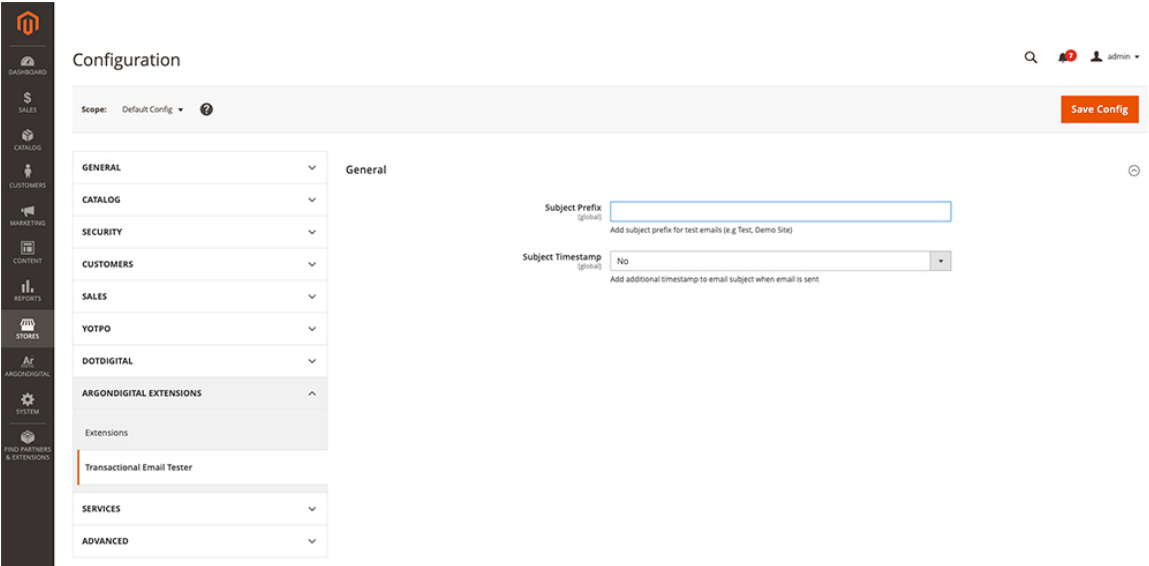 DASHBOARD
SALES
CATALOG
CUSTOMERS
MARKETING
CONTENT
REPORTS
STORES
Ar
ARGONDIGITAL
SYSTEM
FIND PARTNERS
& EXTENSIONS
Configuration
7
admin
Scope: Default Config ?
Save Config
GENERAL
CATALOG
SECURITY
CUSTOMERS
SALES
YOTPO
DOTDIGITAL
ARGONDIGITAL EXTENSIONS
Extensions
Transactional Email Tester
SERVICES
ADVANCED
General
Subject Prefix
[global]
Add subject prefix for test emails (e.g Test, Demo Site)
Subject Timestamp
[global]
No
Add additional timestamp to email subject when email is sent